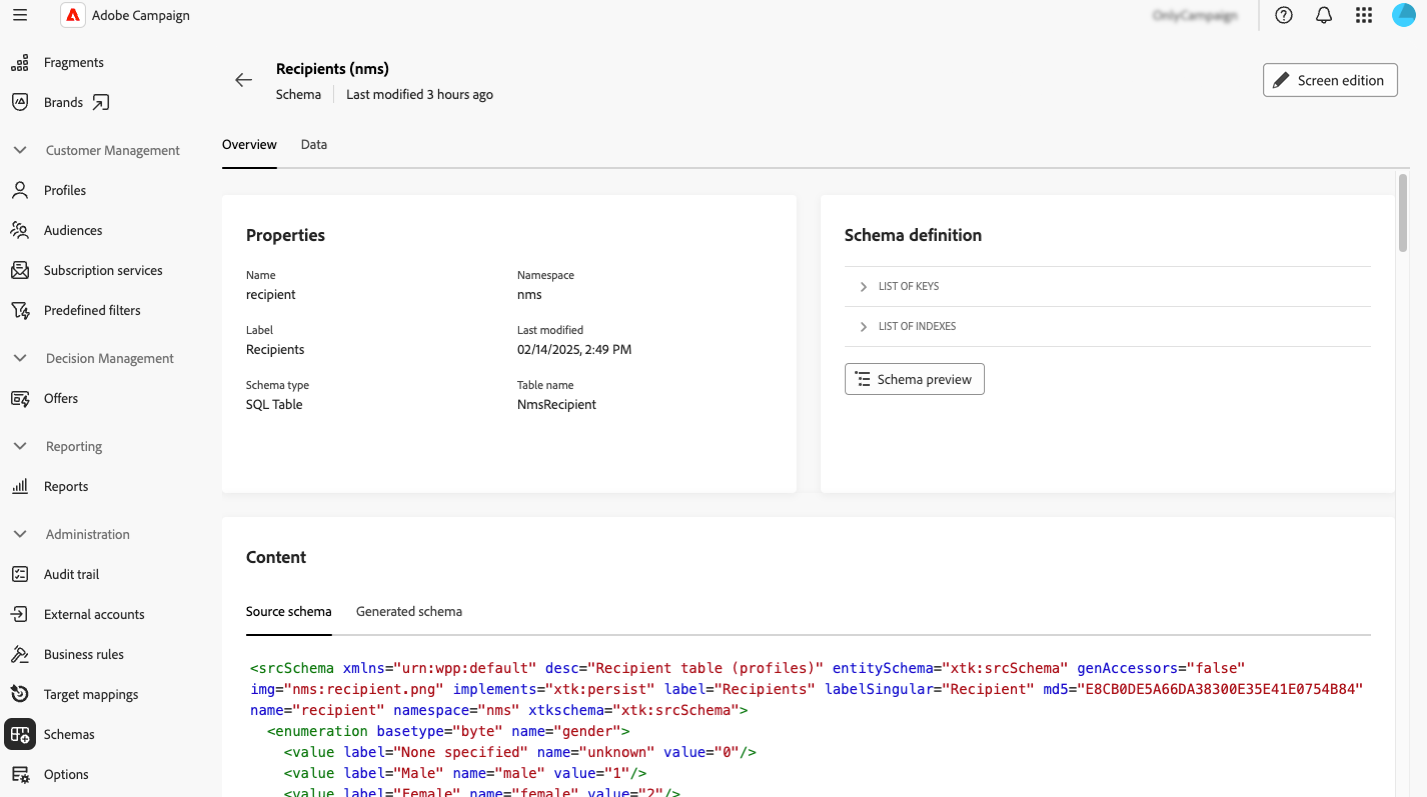 Adobe Campaign
Fragments
Brands
Customer Management
Profiles
Audiences
Subscription services
Predefined filters
Decision Management
Offers
Reporting
Reports
Administration
Audit trail
External accounts
Business rules
Target mappings
Schemas
Options
Recipients (nms)
Schema Last modified 3 hours ago
Screen edition
Overview Data
Properties
Name
recipient
Namespace
nms
Label
Recipients
Last modified
02/14/2025, 2:49 PM
Schema type
SQL Table
Table name
NmsRecipient
Schema definition
LIST OF KEYS
LIST OF INDEXES
Schema preview
Content
Source schema Generated schema
<srcSchema xmlns="urn:wpp:default" desc="Recipient table (profiles)" entitySchema="xtk:srcSchema" genAccessors="false"
img="nms:recipient.png" implements="xtk:persist" label="Recipients" labelSingular="Recipient" md5="E8CB0DE5A66DA38300E35E41E0754B84"
name="recipient" namespace="nms" xtkschema="xtk:srcSchema">
<enumeration basetype="byte" name="gender">
<value label="None specified" name="unknown" value="0"/>
<value label="Male" name="male" value="1"/>
<value label="Female" name="female" value="2"/>